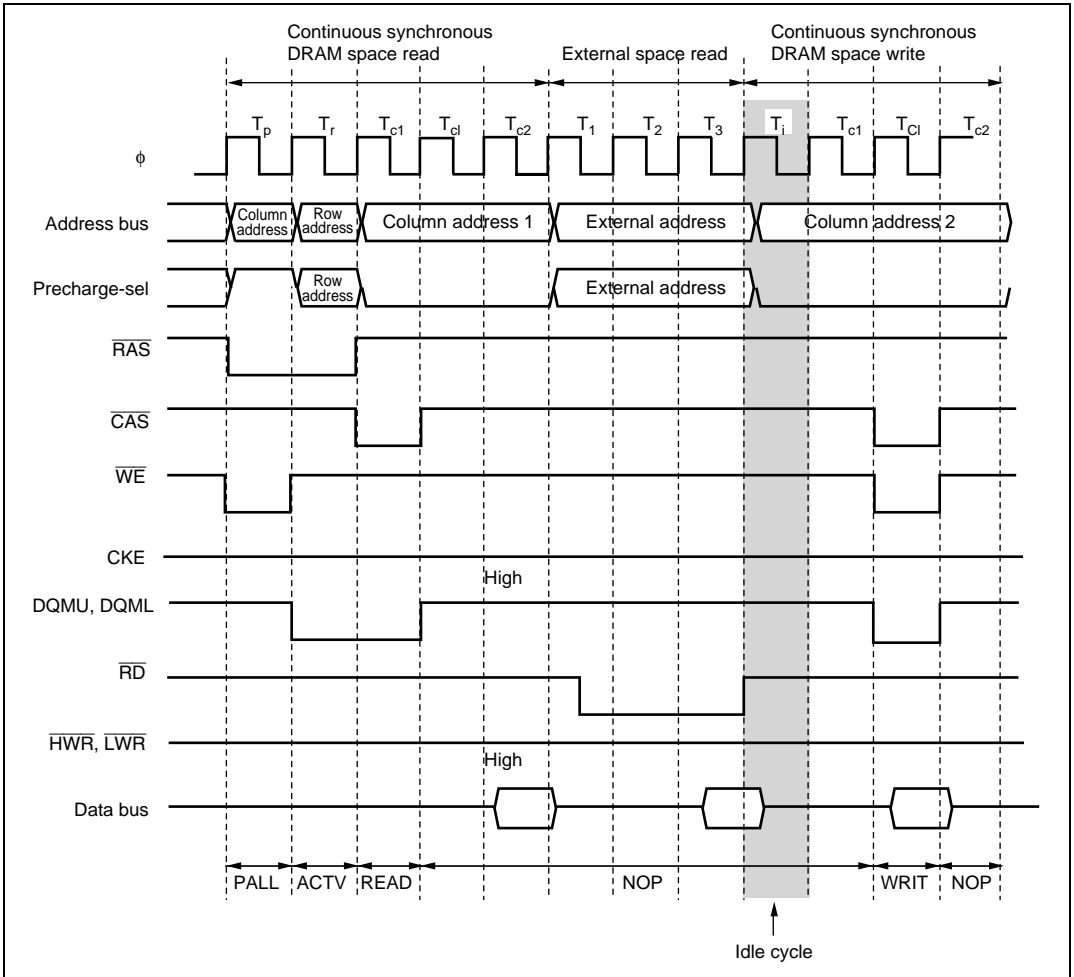 Continuous synchronous
DRAM space read
External space read
Continuous synchronous
DRAM space write
Tp Tr Tc1 Tcl Tc2 T1 T2 T3 Ti Tc1 TCl Tc2
ϕ
Address bus
Column
address
Row
address
Column address 1
External address
Column address 2
Precharge-sel
Row
address
External address
RAS
CAS
WE
CKE
High
DQMU, DQML
RD
HWR, LWR
High
Data bus
PALL ACTV READ NOP WRIT NOP
Idle cycle